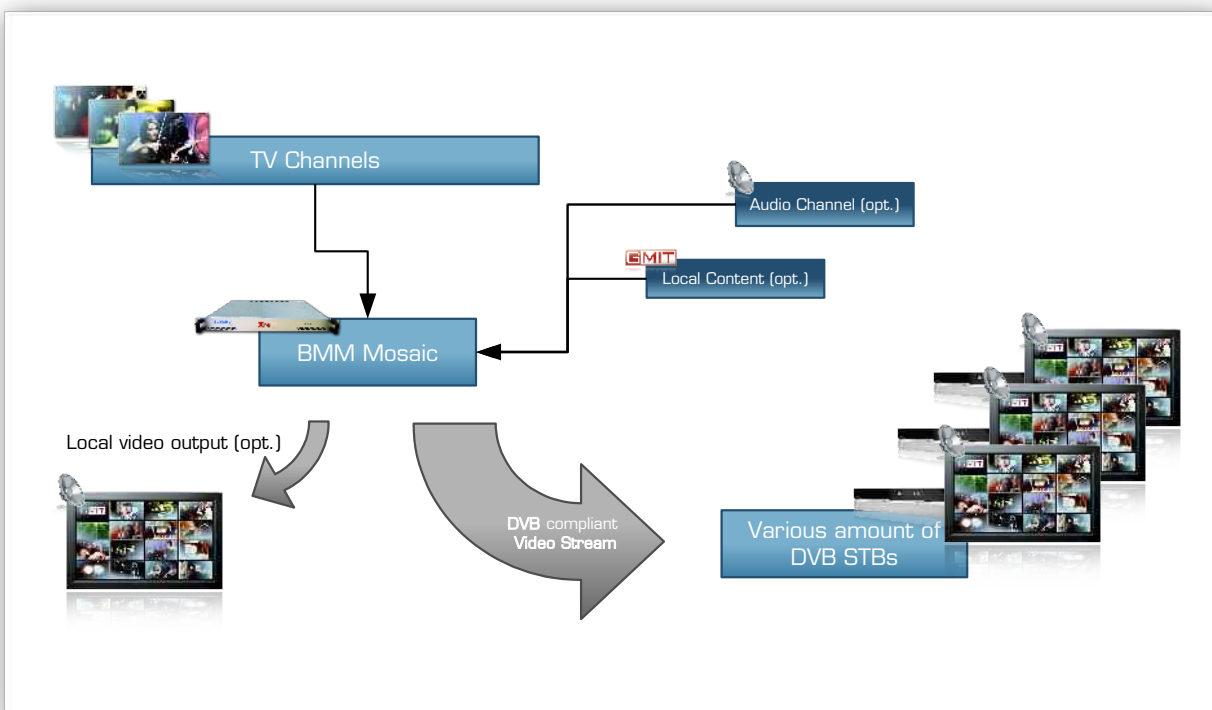 TV Channels
Audio Channel (opt.)
GMIT
Local Content (opt.)
BMM Mosaic
Local video output (opt.)
DVB compliant
Video Stream
Various amount of
DVB STBs